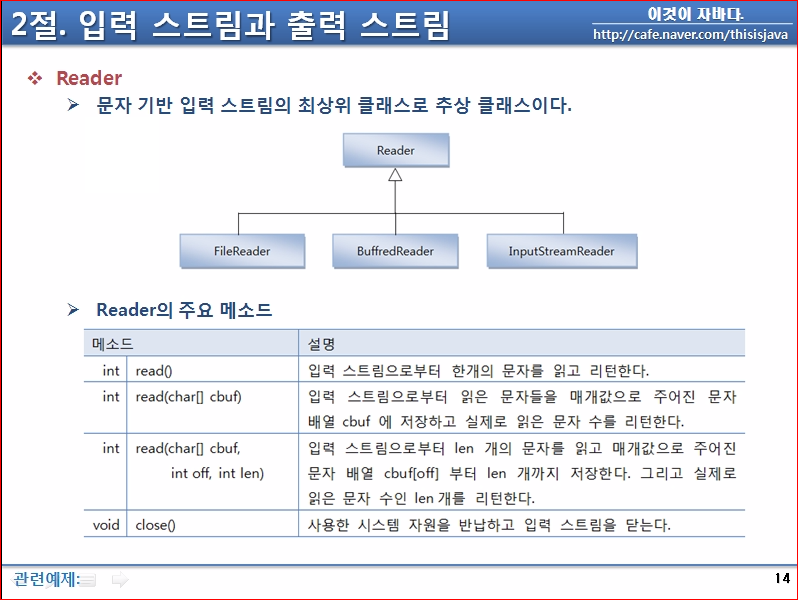 2절. 입력 스트림과 출력 스트림
이것이 자바다.
http://cafe.naver.com/thisisjava
Reader
문자 기반 입력 스트림의 최상위 클래스로 추상 클래스이다.
Reader
FileReader
BuffredReader
InputStreamReader
Reader의 주요 메소드
메소드 설명
int read() 입력 스트림으로부터 한개의 문자를 읽고 리턴한다.
int read(char[] cbuf) 입력 스트림으로부터 읽은 문자들을 매개값으로 주어진 문자
배열 cbuf 에 저장하고 실제로 읽은 문자 수를 리턴한다.
int read(char[] cbuf, 입력 스트림으로부터 len 개의 문자를 읽고 매개값으로 주어진
int off, int len) 문자 배열 cbuf[off] 부터 len 개까지 저장한다. 그리고 실제로
읽은 문자 수인 len 개를 리턴한다.
void close() 사용한 시스템 자원을 반납하고 입력 스트림을 닫는다.
관련예제:
14